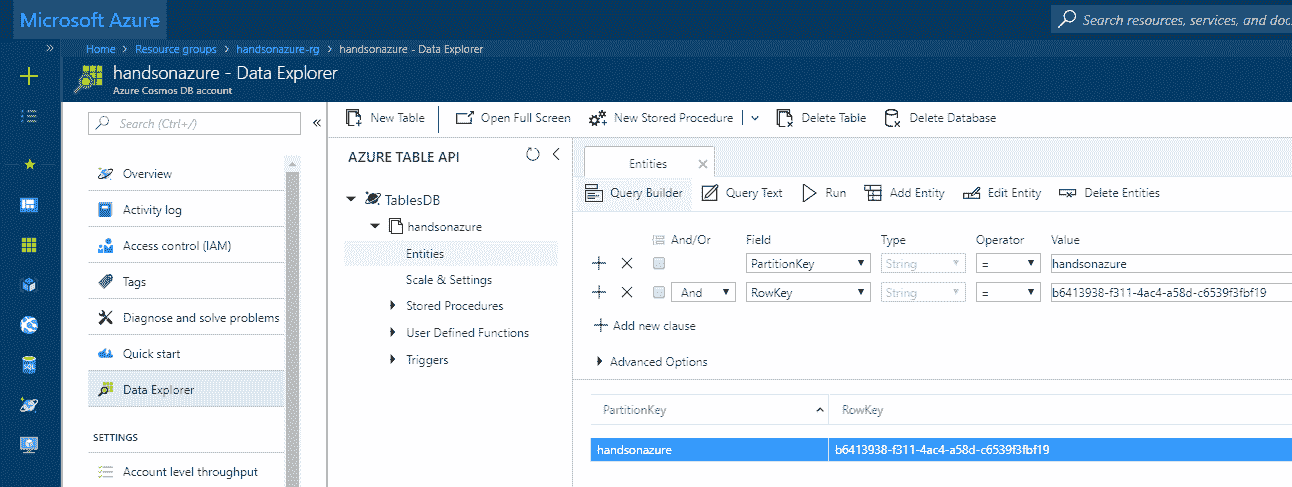 Microsoft Azure
Search resources, services, and doc
Home > Resource groups > handsonazure-rg > handsonazure - Data Explorer
handsonazure - Data Explorer
Azure Cosmos DB account
Search (Ctrl+/)
Overview
Activity log
Access control (IAM)
Tags
Diagnose and solve problems
Quick start
Data Explorer
SETTINGS
Account level throughput
New Table
Open Full Screen
New Stored Procedure
Delete Table
Delete Database
AZURE TABLE API
TablesDB
handsonazure
Entities
Scale & Settings
Stored Procedures
User Defined Functions
Triggers
Entities
Query Builder
Query Text
Run
Add Entity
Edit Entity
Delete Entities
And/Or Field Type Operator Value
PartitionKey String = handsonazure
And RowKey String = b6413938-f311-4ac4-a58d-c6539f3fbf19
Add new clause
Advanced Options
PartitionKey RowKey
handsonazure b6413938-f311-4ac4-a58d-c6539f3fbf19
SQL